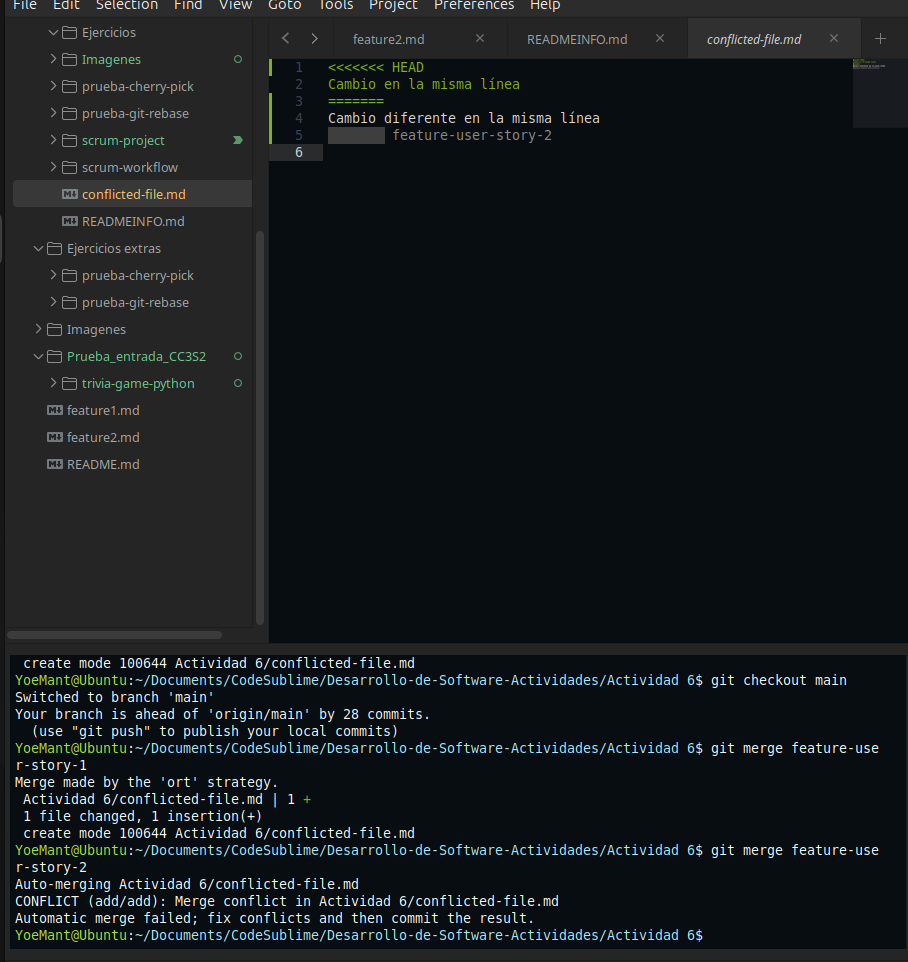 File Edit Selection Find View Goto Tools Project Preferences Help
Ejercicios
Imagenes
prueba-cherry-pick
prueba-git-rebase
scrum-project
scrum-workflow
conflicted-file.md
READMEINFO.md
Ejercicios extras
prueba-cherry-pick
prueba-git-rebase
Imagenes
Prueba_entrada_CC3S2
trivia-game-python
feature1.md
feature2.md
README.md
feature2.md × READMEINFO.md × conflicted-file.md × +
1 <<<<<<< HEAD
2 Cambio en la misma línea
3 =======
4 Cambio diferente en la misma línea
5 feature-user-story-2
6
create mode 100644 Actividad 6/conflicted-file.md
YoeMant@Ubuntu:~/Documents/CodeSublime/Desarrollo-de-Software-Actividades/Actividad 6$ git checkout main
Switched to branch 'main'
Your branch is ahead of 'origin/main' by 28 commits.
(use "git push" to publish your local commits)
YoeMant@Ubuntu:~/Documents/CodeSublime/Desarrollo-de-Software-Actividades/Actividad 6$ git merge feature-use
r-story-1
Merge made by the 'ort' strategy.
Actividad 6/conflicted-file.md | 1 +
1 file changed, 1 insertion(+)
create mode 100644 Actividad 6/conflicted-file.md
YoeMant@Ubuntu:~/Documents/CodeSublime/Desarrollo-de-Software-Actividades/Actividad 6$ git merge feature-use
r-story-2
Auto-merging Actividad 6/conflicted-file.md
CONFLICT (add/add): Merge conflict in Actividad 6/conflicted-file.md
Automatic merge failed; fix conflicts and then commit the result.
YoeMant@Ubuntu:~/Documents/CodeSublime/Desarrollo-de-Software-Actividades/Actividad 6$